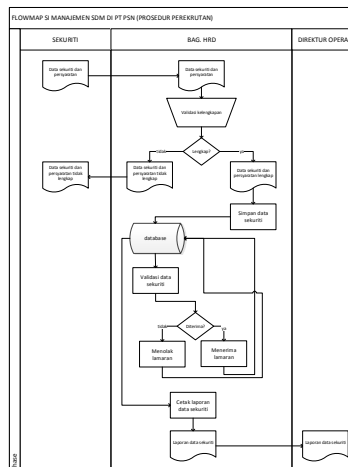 FLOWMAP SI MANAJEMEN SDM DI PT PSN (PROSEDUR PEREKRUTAN)
SEKURITI
BAG. HRD
DIREKTUR OPERA
Data sekuriti dan
persyaratan
Data sekuriti dan
persyaratan
Validasi kelengkapan
Lengkap?
tidak
ya
Data sekuriti dan
persyaratan tidak
lengkap
Data sekuriti dan
persyaratan tidak
lengkap
Data sekuriti dan
persyaratan lengkap
Simpan data
sekuriti
database
Validasi data
sekuriti
Diterima?
tidak
ya
Menolak
lamaran
Menerima
lamaran
Cetak laporan
data sekuriti
Laporan data sekuriti
Laporan data sekuriti
hase